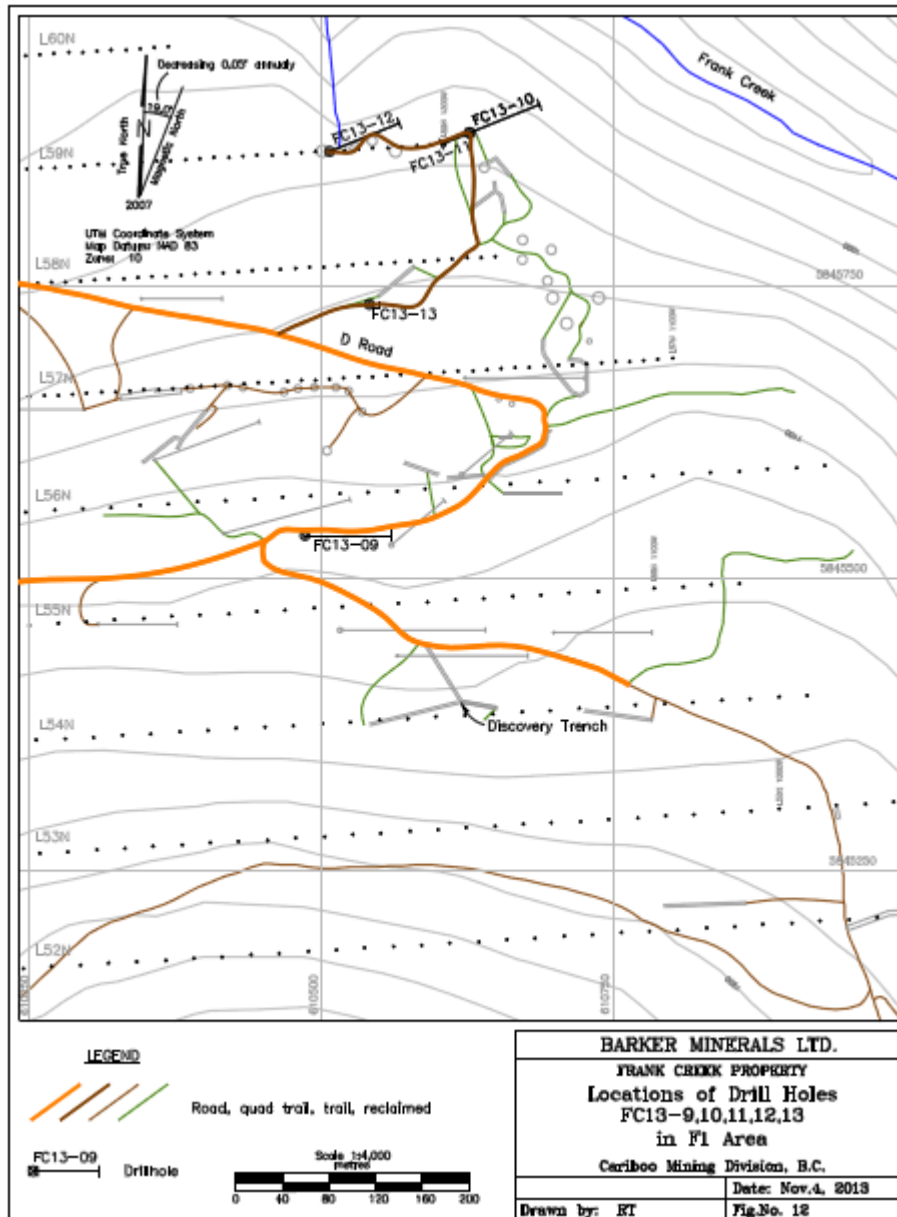 L60N
Decreasing 0.05° annually
True North
N
Magnetic North
2007
UTM Coordinate System
Map Datum: NAD 83
Zone: 10
Frank Creek
FC13-10
FC13-12
FC13-11
L59N
L58N
5845750
FC13-13
D Road
L57N
L56N
FC13-09
5845500
L55N
L54N
Discovery Trench
L53N
5845250
L52N
610250
610500
610750
LEGEND
Road, quad trail, trail, reclaimed
FC13-09
Drillhole
Scale 1:4,000
metres
0 40 80 120 160 200
BARKER MINERALS LTD.
FRANK CREEK PROPERTY
Locations of Drill Holes
FC13-9,10,11,12,13
in F1 Area
Cariboo Mining Division, B.C.
Date: Nov.4, 2013
Drawn by: RT
Fig.No. 12